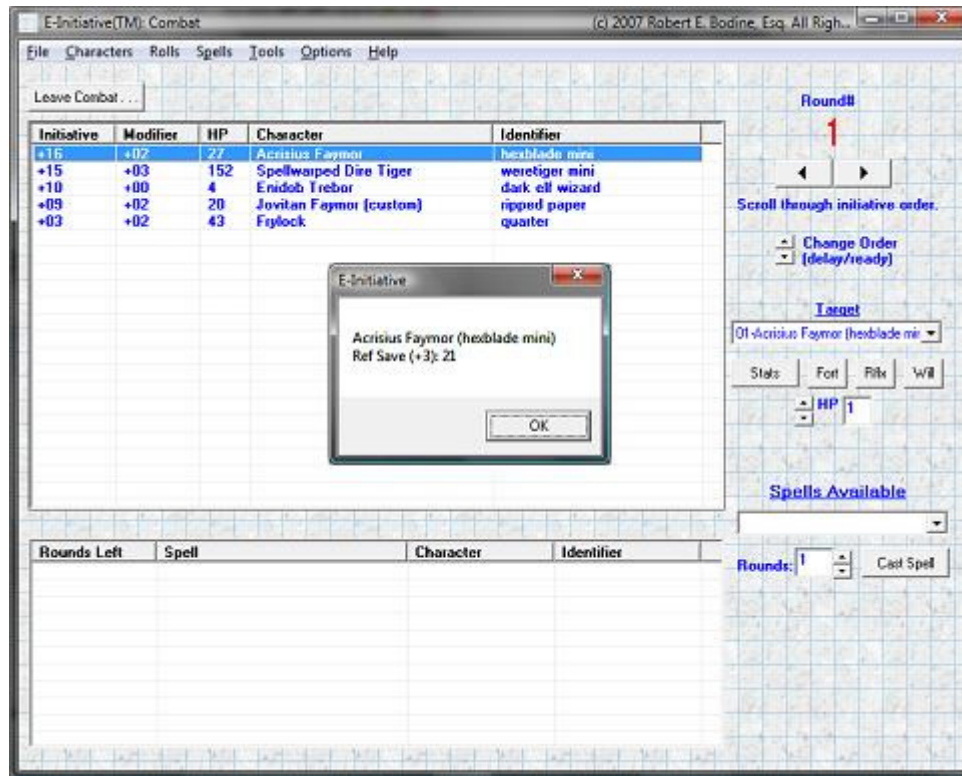 E-Initiative(TM): Combat (c) 2007 Robert E. Bodine, Esq. All Righ...
File Characters Rolls Spells Tools Options Help
Leave Combat . . .
Round#
1
Initiative Modifier HP Character Identifier
+16 +02 27 Acrisius Faymor hexblade mini
+15 +03 152 Spellwarped Dire Tiger weretiger mini
+10 +00 4 Enidob Trebor dark elf wizard
+09 +02 20 Jovitan Faymor (custom) ripped paper
+03 +02 43 Frylock quarter
Scroll through initiative order.
Change Order
(delay/ready)
E-Initiative
Acrisius Faymor (hexblade mini)
Ref Save (+3): 21
OK
Target
01-Acrisius Faymor (hexblade mir
Stats Fort Rflx Will
HP 1
Spells Available
Rounds Left Spell Character Identifier
Rounds: 1 Cast Spell